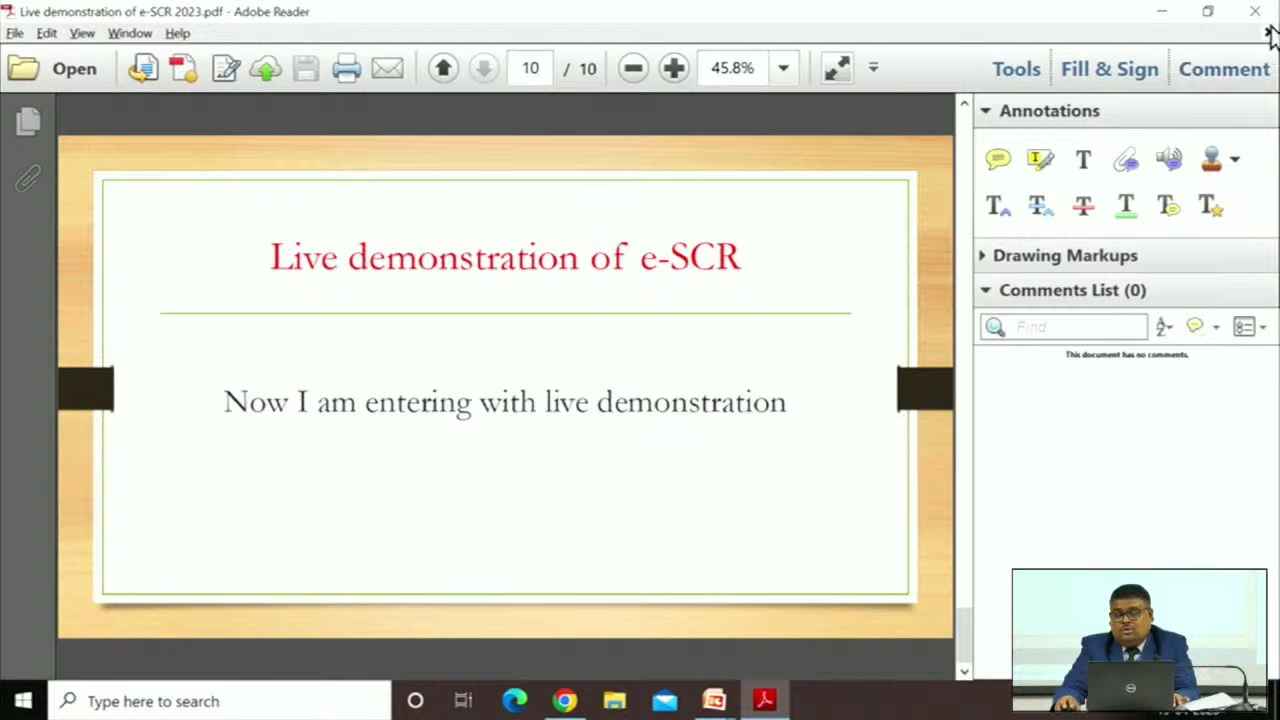 Live demonstration of e-SCR 2023.pdf - Adobe Reader
File Edit View Window Help
Open 10 / 10 45.8% Tools Fill & Sign Comment
Annotations
Drawing Markups
Comments List (0)
Find
This document has no comments.
Live demonstration of e-SCR
Now I am entering with live demonstration
Type here to search